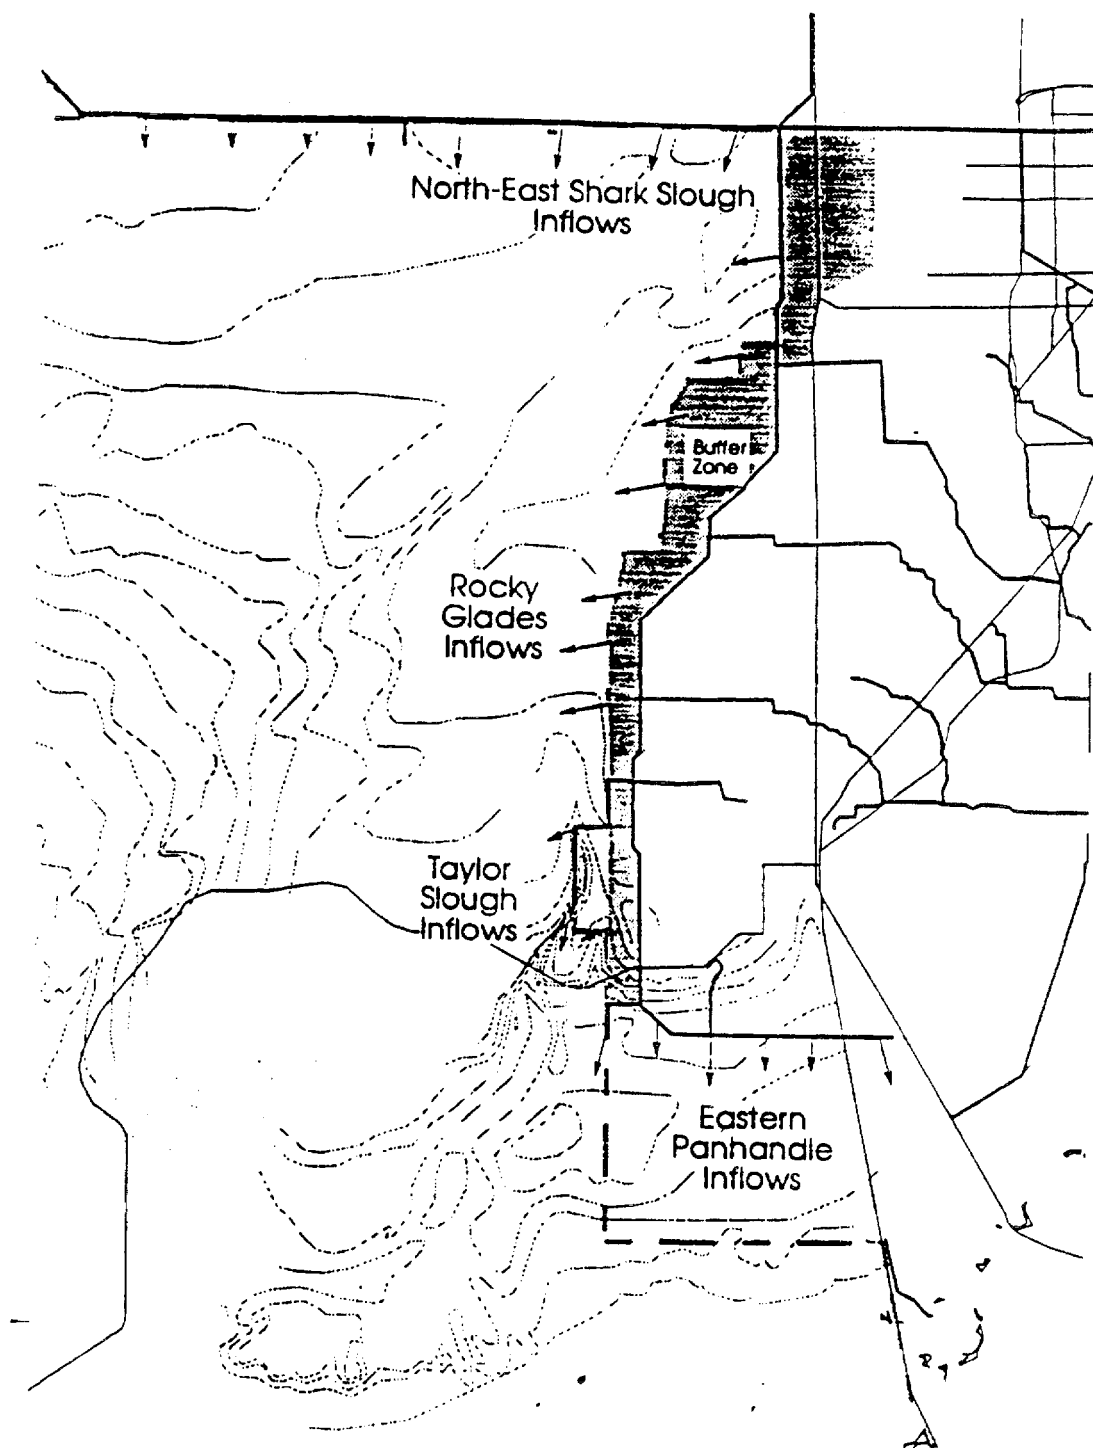 North-East Shark Slough
Inflows
Buffer
Zone
Rocky
Glades
Inflows
Taylor
Slough
Inflows
Eastern
Panhandle
Inflows